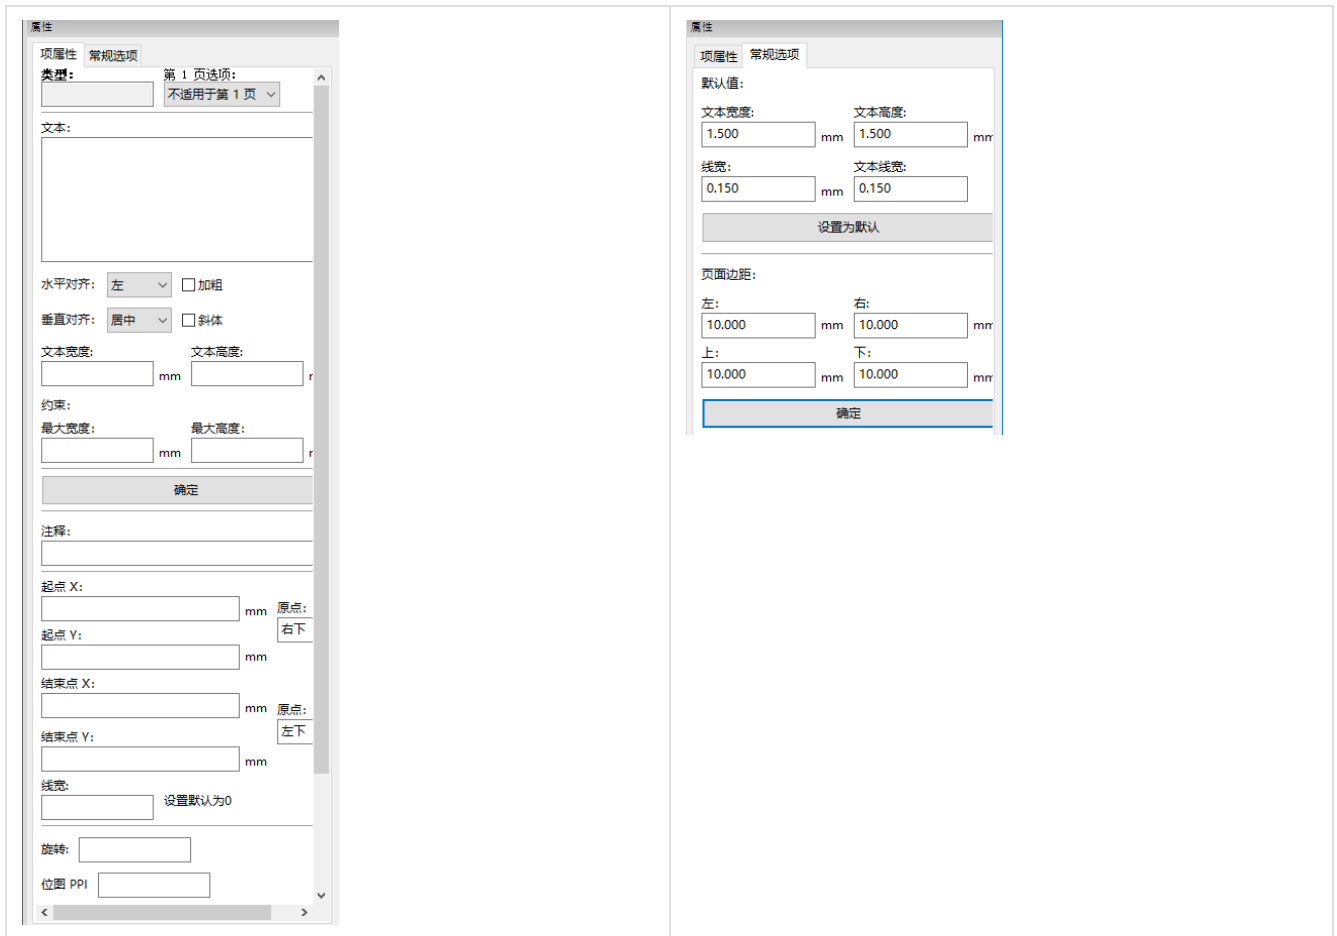 属性
项属性 常规选项
类型: 第 1 页选项:
不适用于第 1 页
文本:
水平对齐: 左 加粗
垂直对齐: 居中 斜体
文本宽度: 文本高度:
mm
约束:
最大宽度: 最大高度:
mm
确定
注释:
起点 X:
mm 原点:
右下
起点 Y:
mm
结束点 X:
mm 原点:
左下
结束点 Y:
mm
线宽:
设置默认为0
旋转:
位图 PPI
属性
项属性 常规选项
默认值:
文本宽度: 文本高度:
1.500 mm 1.500 mm
线宽: 文本线宽:
0.150 mm 0.150
设置为默认
页面边距:
左: 右:
10.000 mm 10.000 mm
上: 下:
10.000 mm 10.000 mm
确定